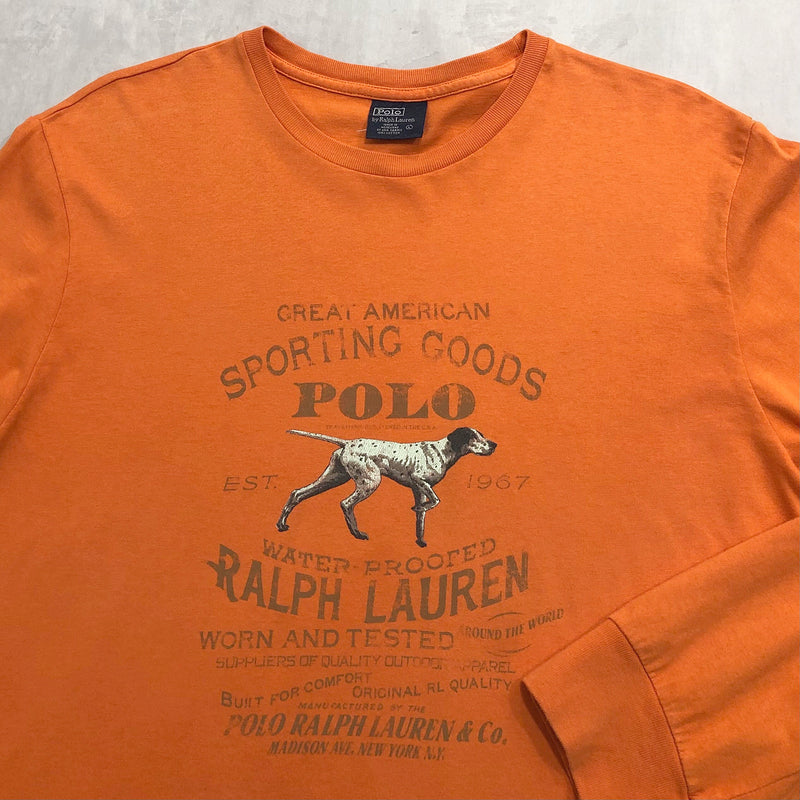 Polo
by Ralph Lauren
GREAT AMERICAN
SPORTING GOODS
POLO
EST. 1967
WATER-PROOFED
RALPH LAUREN
WORN AND TESTED AROUND THE WORLD
SUPPLIERS OF QUALITY OUTDOOR APPAREL
BUILT FOR COMFORT ORIGINAL RL QUALITY
MANUFACTURED BY THE
POLO RALPH LAUREN & Co.
MADISON AVE. NEW YORK N.Y.